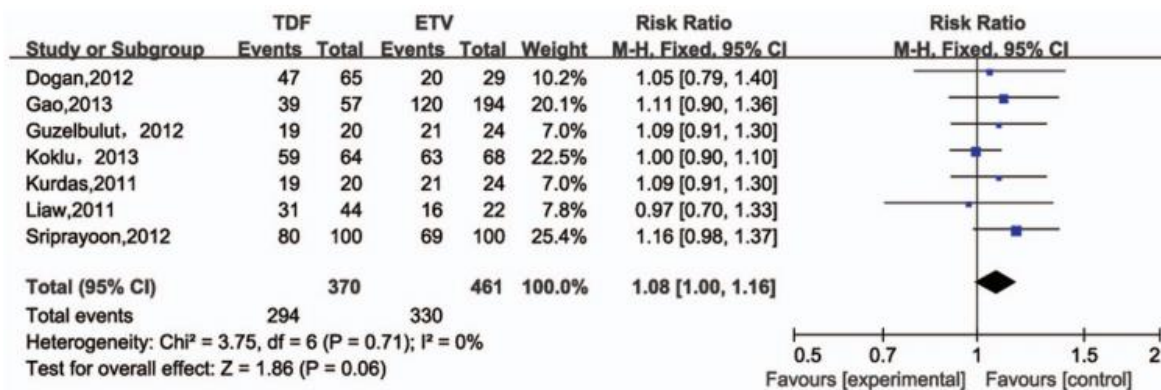 TDF ETV Risk Ratio Risk Ratio
Study or Subgroup Events Total Events Total Weight M-H, Fixed, 95% CI M-H, Fixed, 95% CI
Dogan,2012 47 65 20 29 10.2% 1.05 [0.79, 1.40]
Gao,2013 39 57 120 194 20.1% 1.11 [0.90, 1.36]
Guzelbulut，2012 19 20 21 24 7.0% 1.09 [0.91, 1.30]
Koklu，2013 59 64 63 68 22.5% 1.00 [0.90, 1.10]
Kurdas,2011 19 20 21 24 7.0% 1.09 [0.91, 1.30]
Liaw,2011 31 44 16 22 7.8% 0.97 [0.70, 1.33]
Sriprayoon,2012 80 100 69 100 25.4% 1.16 [0.98, 1.37]
Total (95% CI) 370 461 100.0% 1.08 [1.00, 1.16]
Total events 294 330
Heterogeneity: Chi² = 3.75, df = 6 (P = 0.71); I² = 0%
Test for overall effect: Z = 1.86 (P = 0.06)
0.5 0.7 1 1.5 2
Favours [experimental] Favours [control]